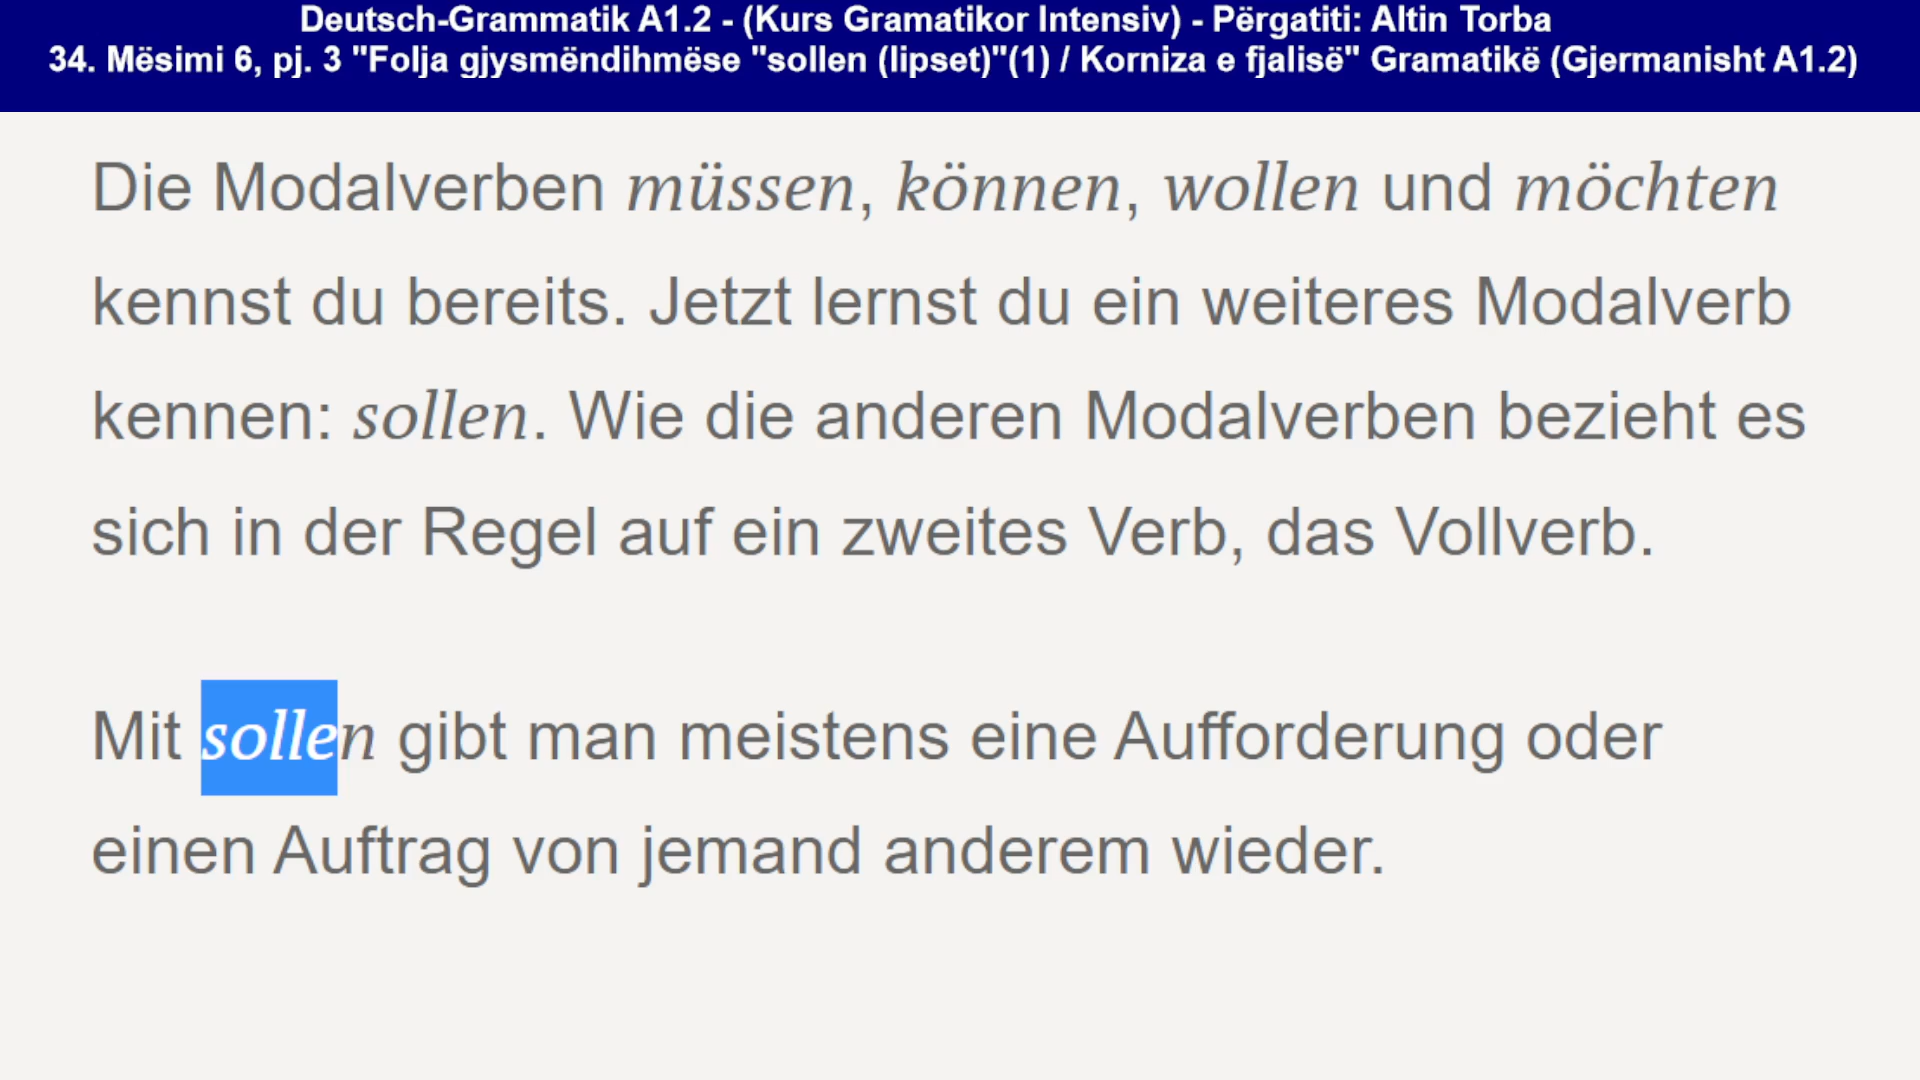 Deutsch-Grammatik A1.2 - (Kurs Gramatikor Intensiv) - Përgatiti: Altin Torba
34. Mësimi 6, pj. 3 "Folja gjysmëndihmëse "sollen (lipset)"(1) / Korniza e fjalisë" Gramatikë (Gjermanisht A1.2)
Die Modalverben müssen, können, wollen und möchten
kennst du bereits. Jetzt lernst du ein weiteres Modalverb
kennen: sollen. Wie die anderen Modalverben bezieht es
sich in der Regel auf ein zweites Verb, das Vollverb.
Mit sollen gibt man meistens eine Aufforderung oder
einen Auftrag von jemand anderem wieder.